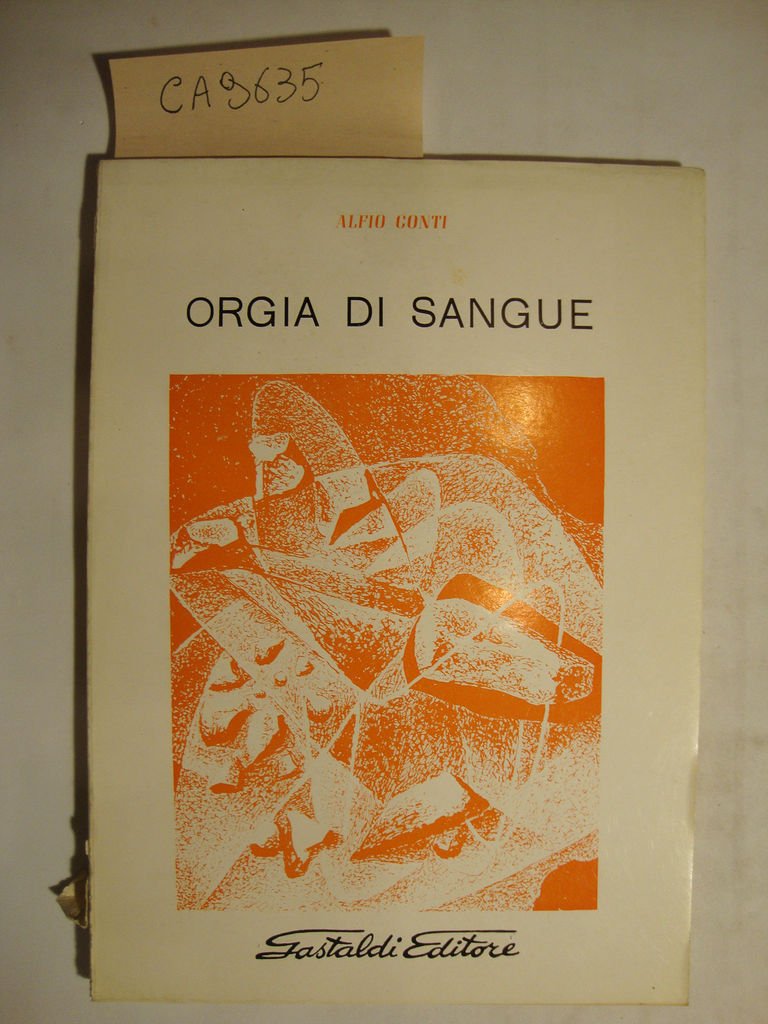 CA9635
ALFIO CONTI
ORGIA DI SANGUE
Gastaldi Editore